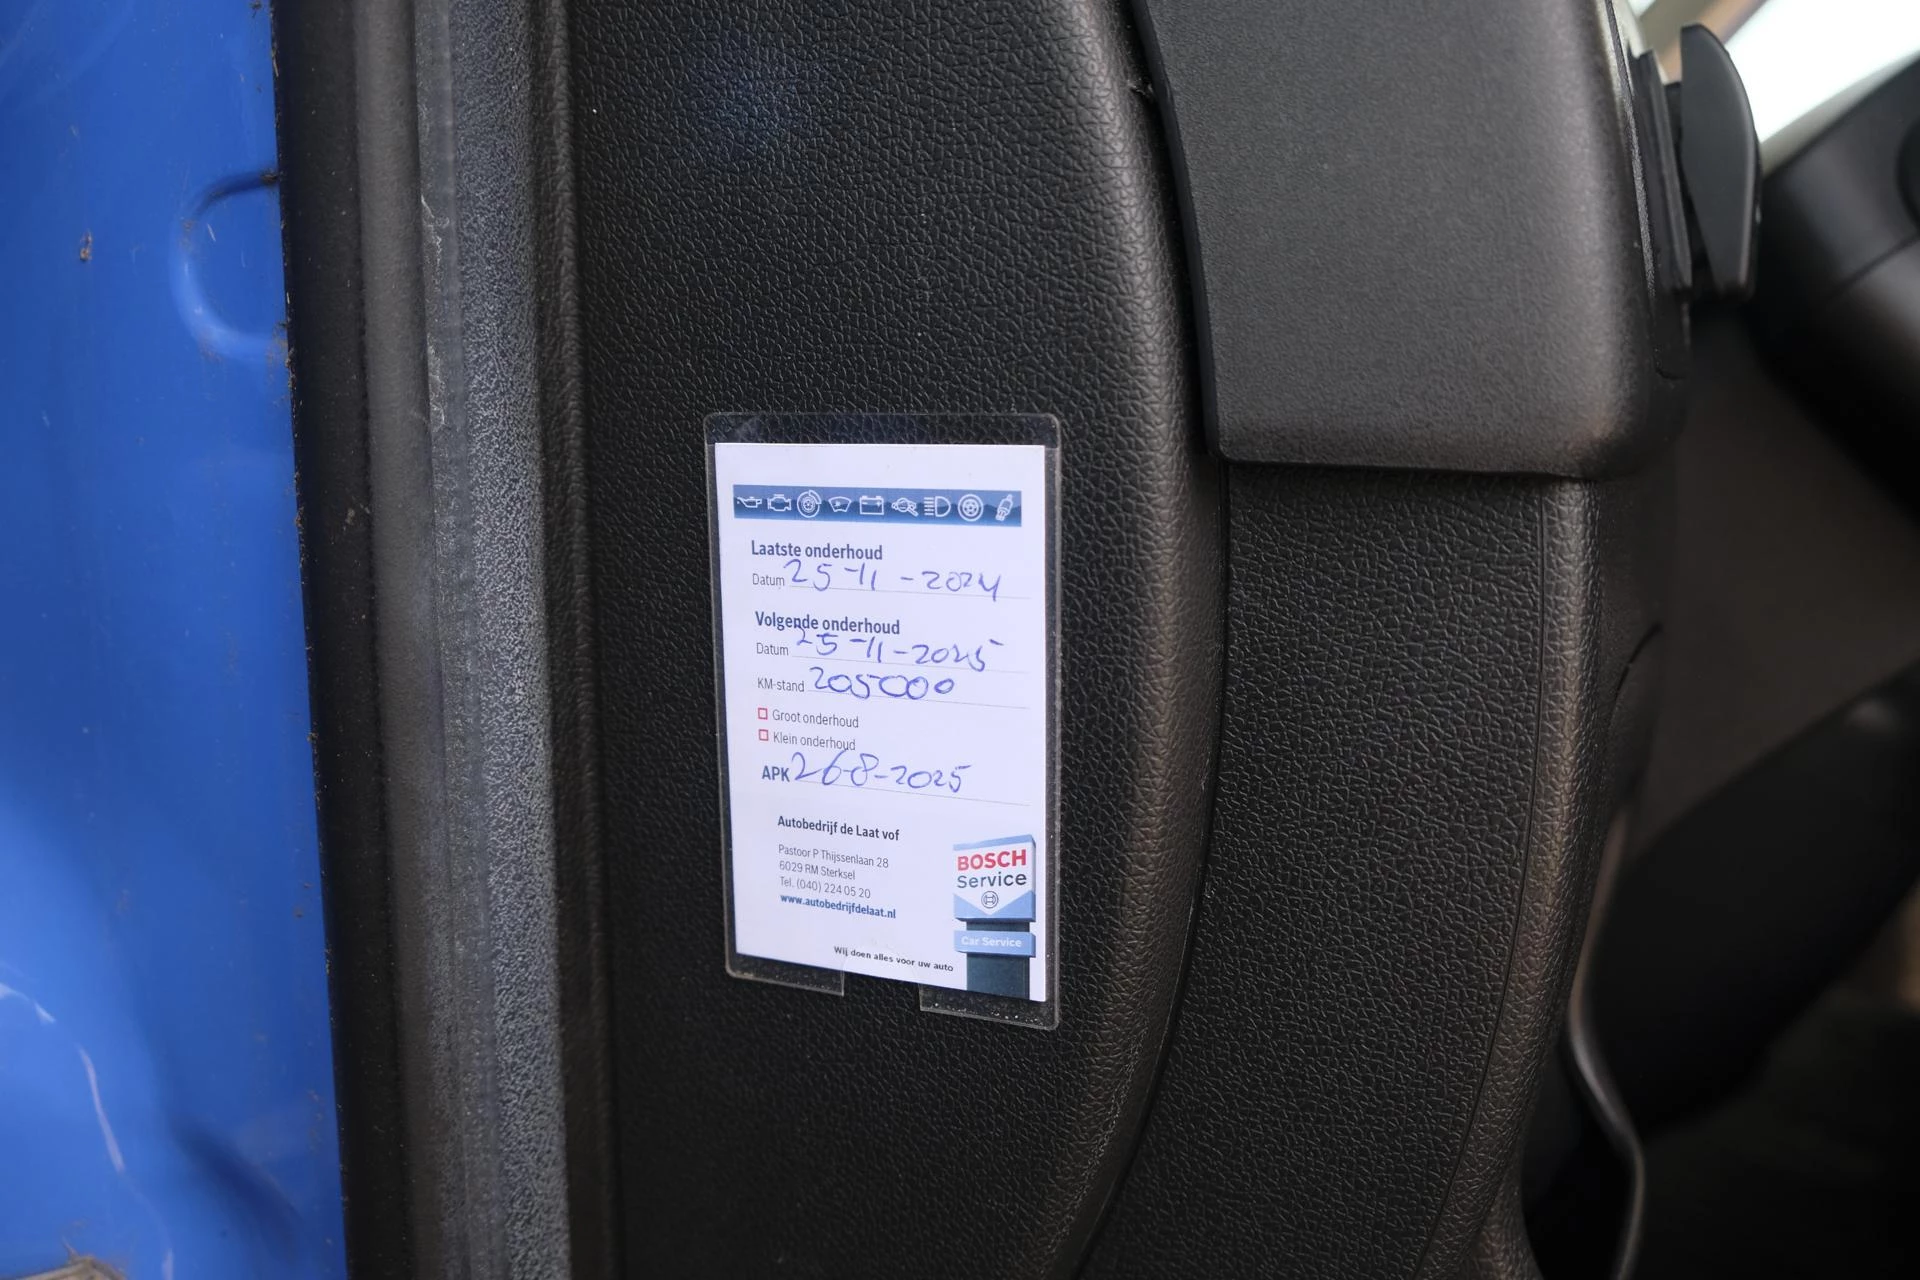 Laatste onderhoud
Datum 25-11-2024
Volgende onderhoud
Datum 25-11-2025
KM-stand 205000
Groot onderhoud
Klein onderhoud
APK 26-8-2025
Autobedrijf de Laat vof
Pastoor P Thijssenlaan 28
6029 RM Sterksel
Tel. (040) 224 05 20
www.autobedrijfdelaat.nl
BOSCH
Service
Car Service
Wij doen alles voor uw auto